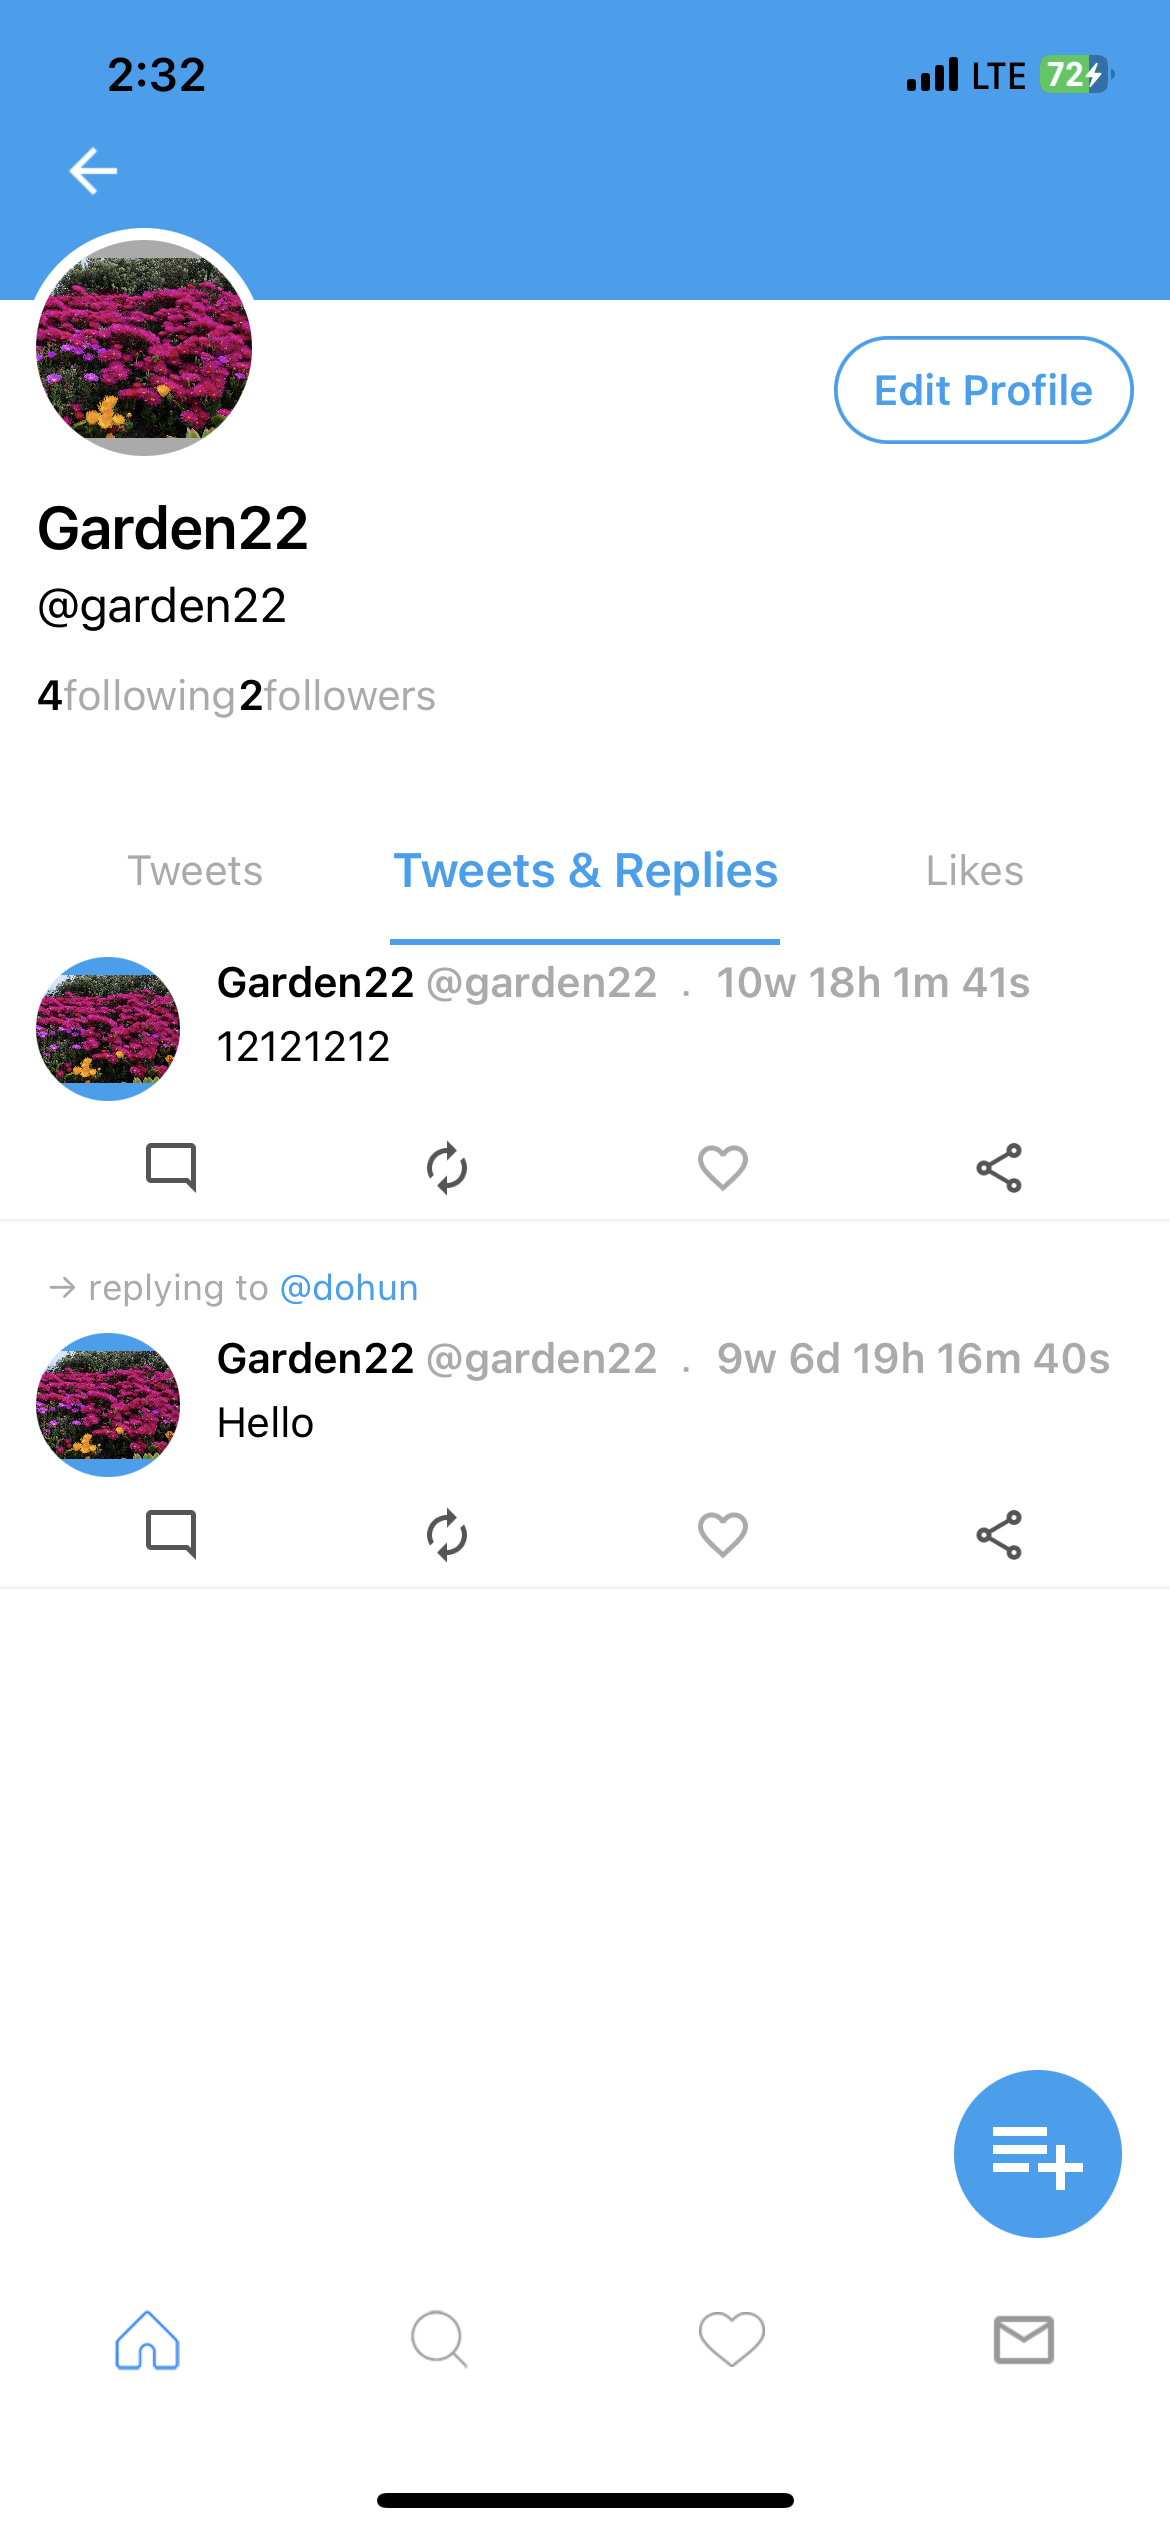 2:32 LTE 72
Edit Profile
Garden22
@garden22
4following2followers
Tweets Tweets & Replies Likes
Garden22 @garden22 . 10w 18h 1m 41s
12121212
→ replying to @dohun
Garden22 @garden22 . 9w 6d 19h 16m 40s
Hello